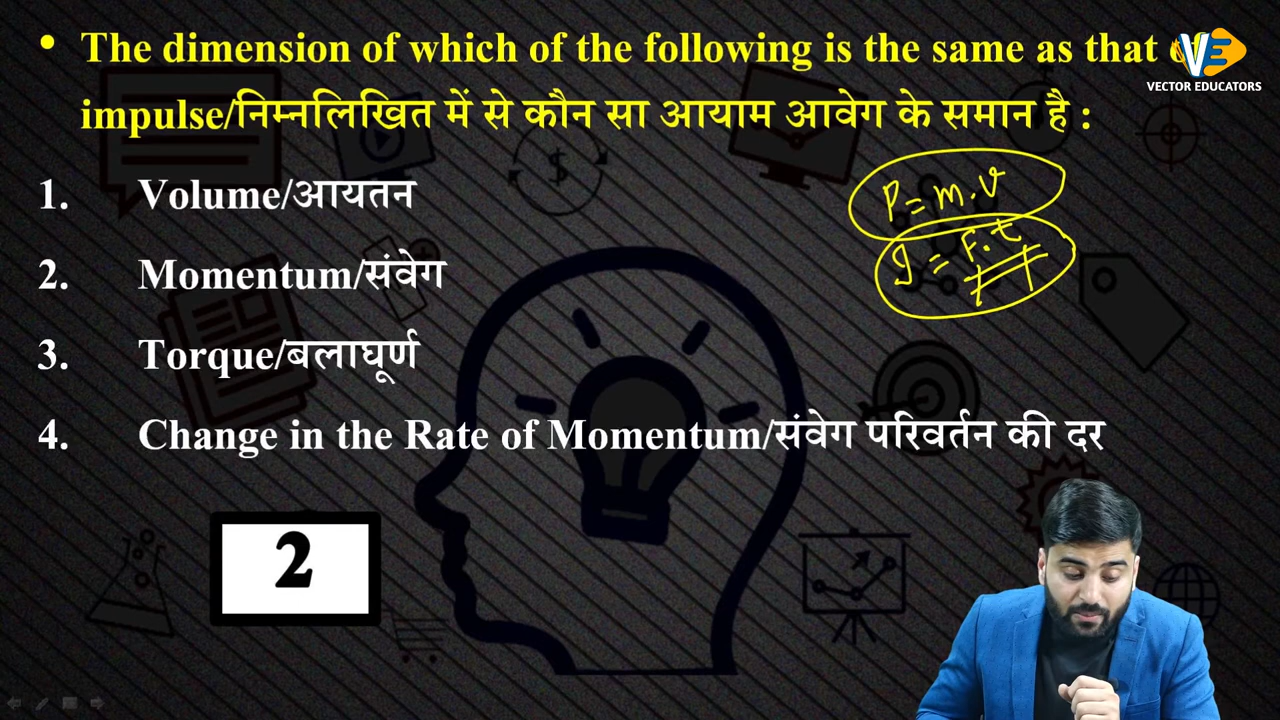 • The dimension of which of the following is the same as that of
impulse/निम्नलिखित में से कौन सा आयाम आवेग के समान है :
VE
VECTOR EDUCATORS
1. Volume/आयतन
2. Momentum/संवेग
3. Torque/बलाघूर्ण
4. Change in the Rate of Momentum/संवेग परिवर्तन की दर
P = m.v
J = F.t
2